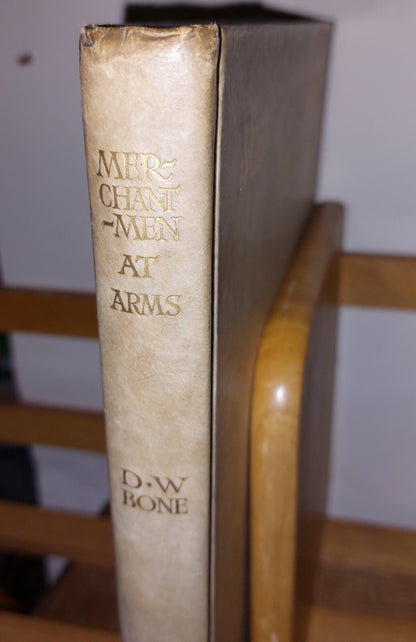 MER-
CHANT
-MEN
AT
ARMS
D·W
BONE